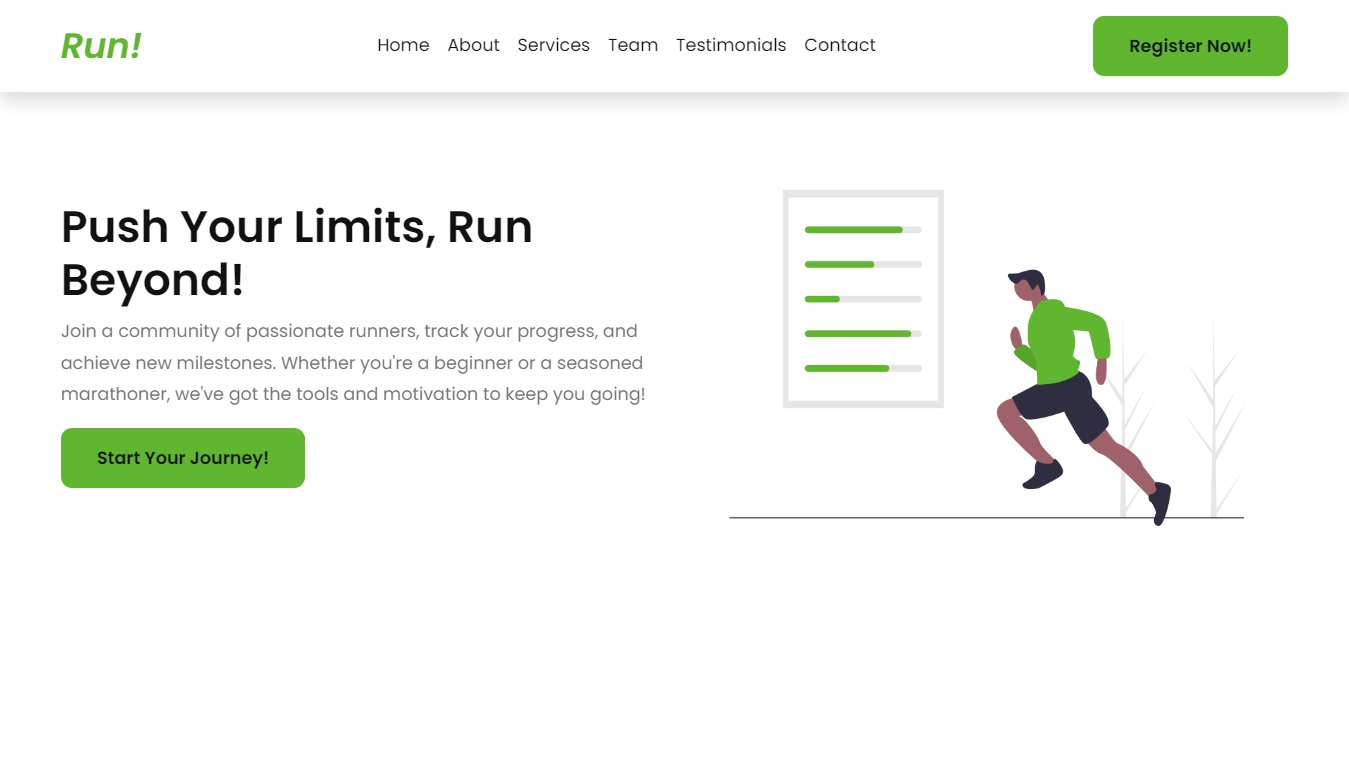 Run!
Home About Services Team Testimonials Contact
Register Now!
Push Your Limits, Run
Beyond!
Join a community of passionate runners, track your progress, and
achieve new milestones. Whether you're a beginner or a seasoned
marathoner, we've got the tools and motivation to keep you going!
Start Your Journey!